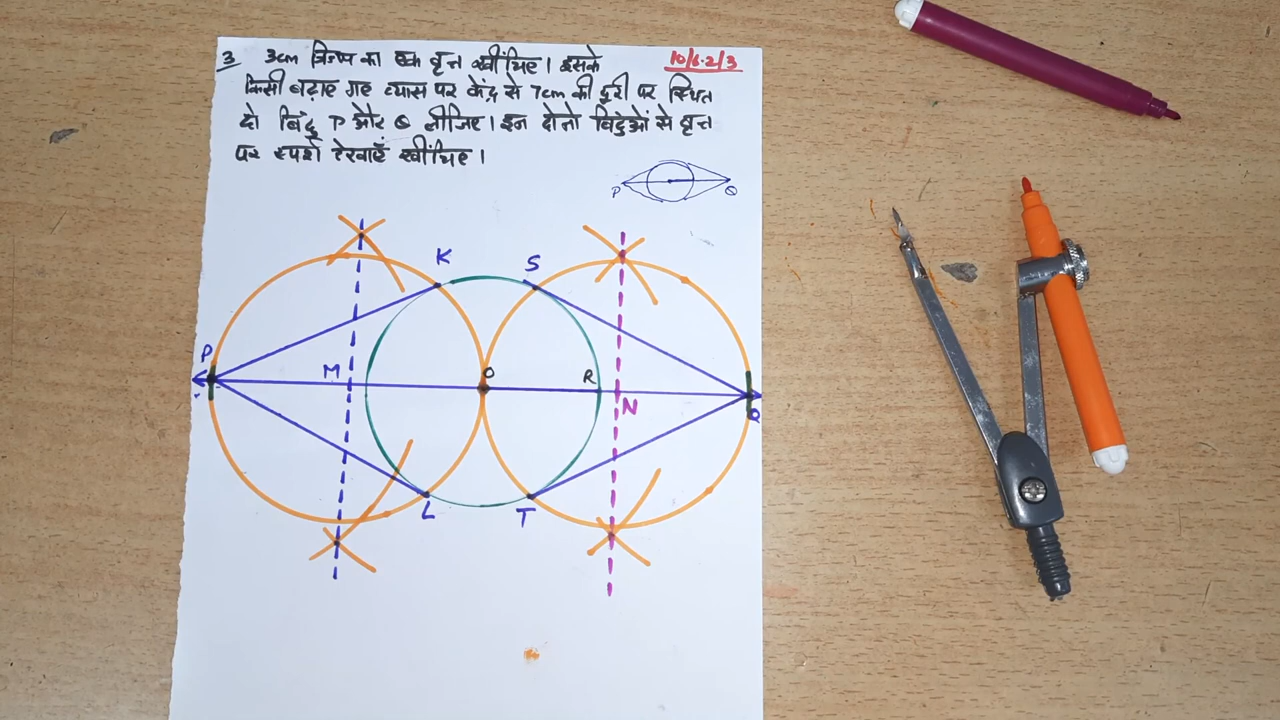 3 3cm त्रिज्या का एक वृत्त खींचिए। इसके 10/6.2/3
किसी बढ़ाए गए व्यास पर केंद्र से 7cm की दूरी पर स्थित
दो बिंदु P और Q लीजिए। इन दोनो बिंदुओं से वृत्त
पर स्पर्श रेखाएँ खींचिए।
P Q
K S
P M O R N Q
L T